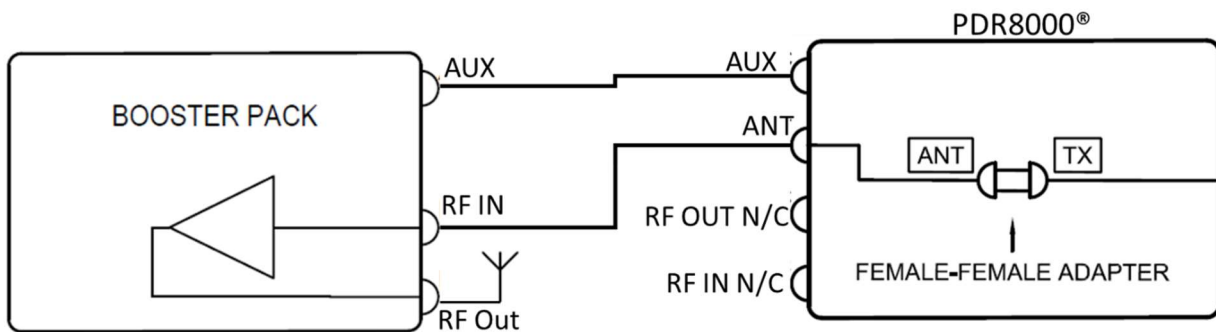 PDR8000®
BOOSTER PACK
AUX
AUX
ANT
ANT
TX
RF IN
RF OUT N/C
FEMALE-FEMALE ADAPTER
RF IN N/C
RF Out